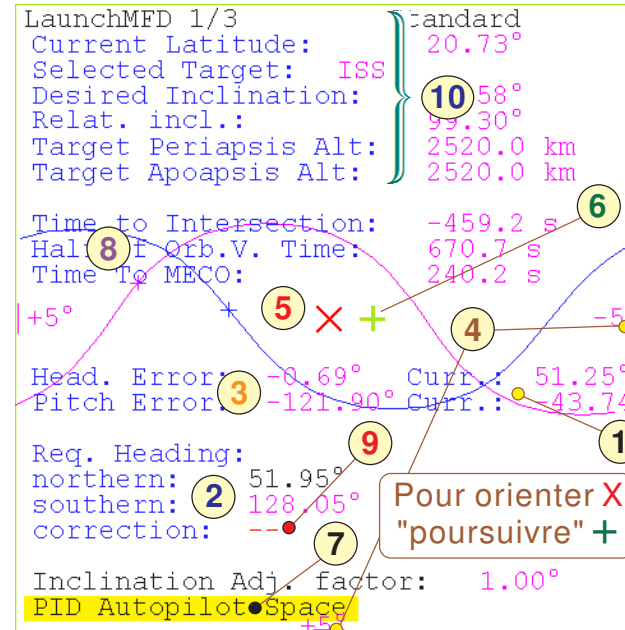 LaunchMFD 1/3 Standard
Current Latitude: 20.73°
Selected Target: ISS
Desired Inclination: 58°
10
Relat. incl.: 99.30°
Target Periapsis Alt: 2520.0 km
Target Apoapsis Alt: 2520.0 km
6
Time to Intersection: -459.2 s
Half Orb.V. Time: 670.7 s
8
Time To MECO: 240.2 s
5
+5° -5
4
Head. Error: -0.69° Curr.: 51.25°
3
Pitch Error: -121.90° Curr.: -43.74
1
9
Req. Heading:
northern: 51.95°
2
southern: 128.05°
correction: --
Pour orienter X
"poursuivre" +
7
Inclination Adj. factor: 1.00°
PID Autopilot Space
+5°